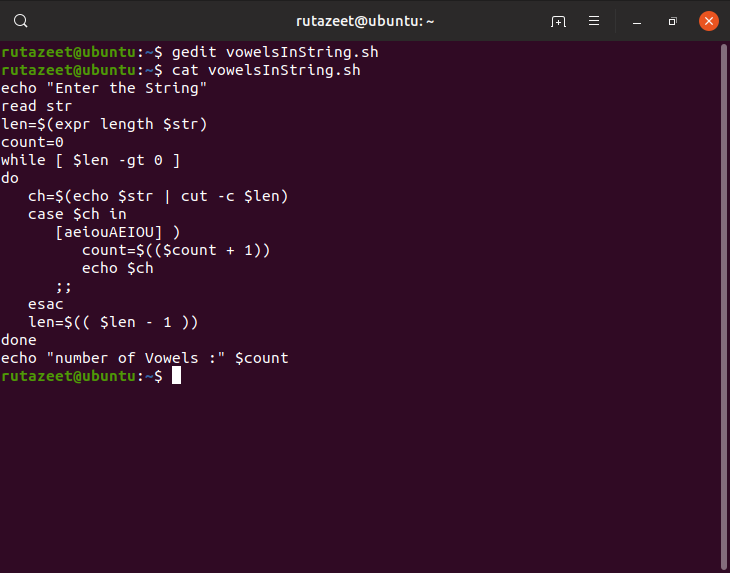 rutazeet@ubuntu: ~
rutazeet@ubuntu:~$ gedit vowelsInString.sh
rutazeet@ubuntu:~$ cat vowelsInString.sh
echo "Enter the String"
read str
len=$(expr length $str)
count=0
while [ $len -gt 0 ]
do
   ch=$(echo $str | cut -c $len)
   case $ch in
      [aeiouAEIOU] )
         count=$(($count + 1))
         echo $ch
      ;;
   esac
   len=$(( $len - 1 ))
done
echo "number of Vowels :" $count
rutazeet@ubuntu:~$